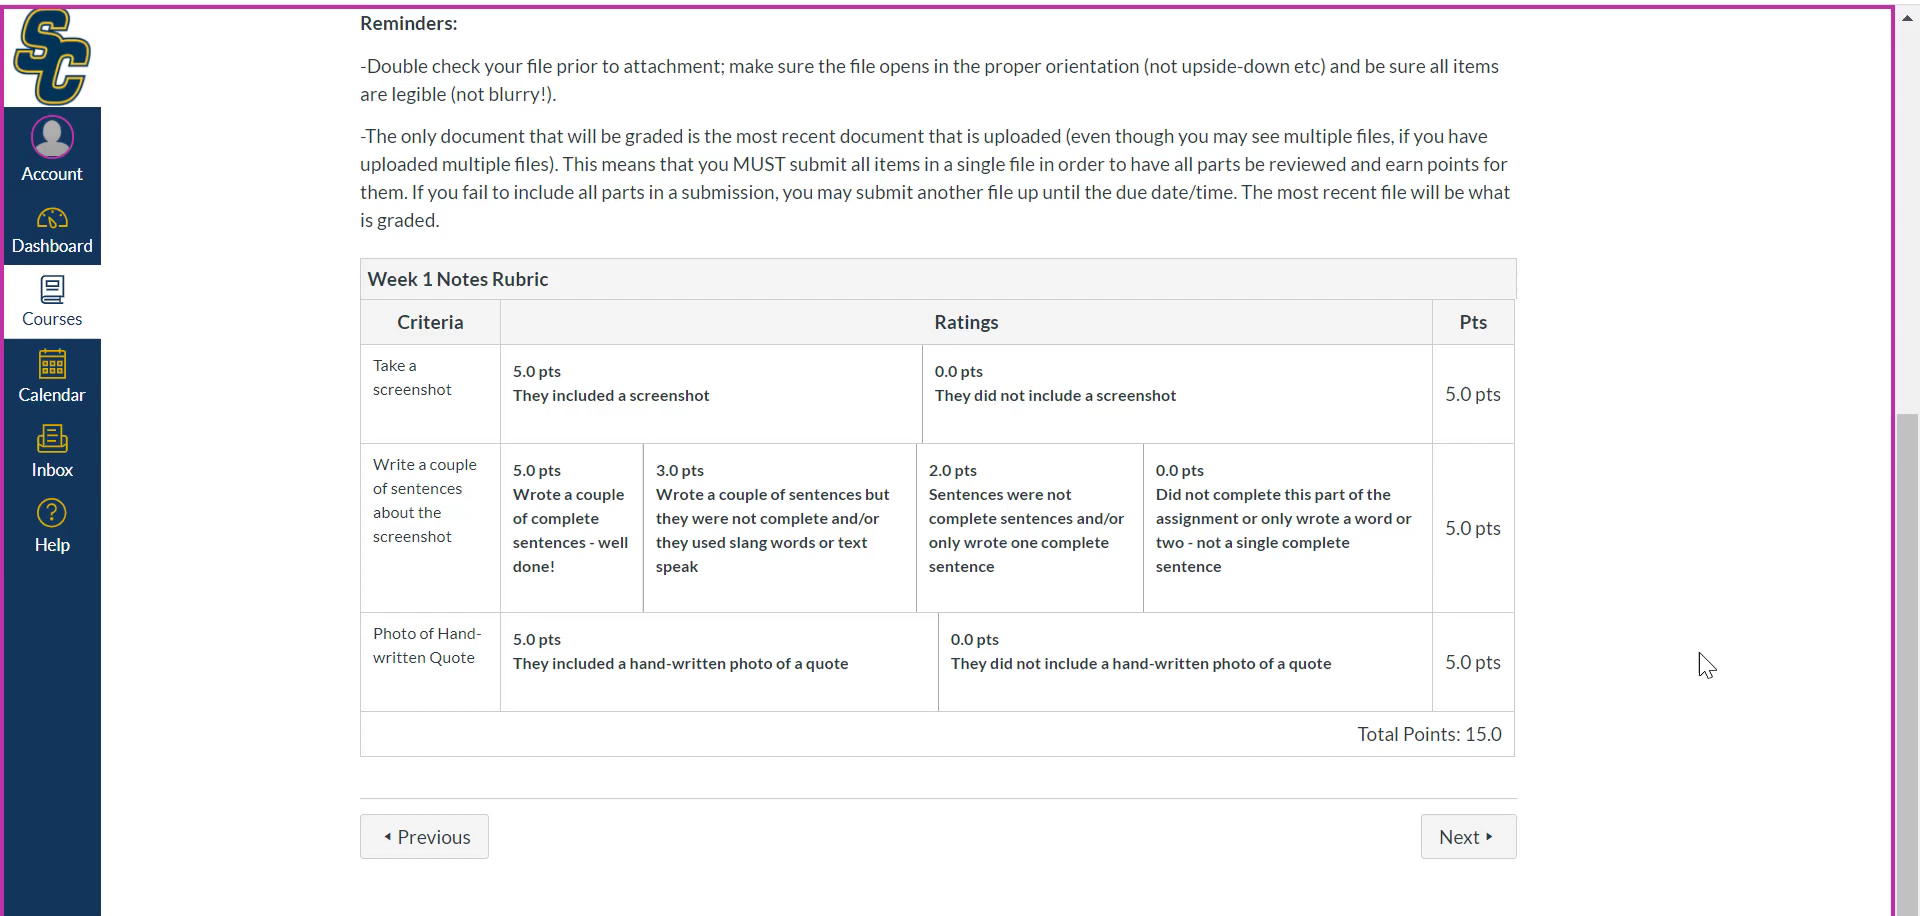 SC
Account
Dashboard
Courses
Calendar
Inbox
Help
Reminders:
-Double check your file prior to attachment; make sure the file opens in the proper orientation (not upside-down etc) and be sure all items
are legible (not blurry!).
-The only document that will be graded is the most recent document that is uploaded (even though you may see multiple files, if you have
uploaded multiple files). This means that you MUST submit all items in a single file in order to have all parts be reviewed and earn points for
them. If you fail to include all parts in a submission, you may submit another file up until the due date/time. The most recent file will be what
is graded.
Week 1 Notes Rubric
Criteria
Ratings
Pts
Take a
screenshot
5.0 pts
They included a screenshot
0.0 pts
They did not include a screenshot
5.0 pts
Write a couple
of sentences
about the
screenshot
5.0 pts
Wrote a couple
of complete
sentences - well
done!
3.0 pts
Wrote a couple of sentences but
they were not complete and/or
they used slang words or text
speak
2.0 pts
Sentences were not
complete sentences and/or
only wrote one complete
sentence
0.0 pts
Did not complete this part of the
assignment or only wrote a word or
two - not a single complete
sentence
5.0 pts
Photo of Hand-
written Quote
5.0 pts
They included a hand-written photo of a quote
0.0 pts
They did not include a hand-written photo of a quote
5.0 pts
Total Points: 15.0
Previous
Next